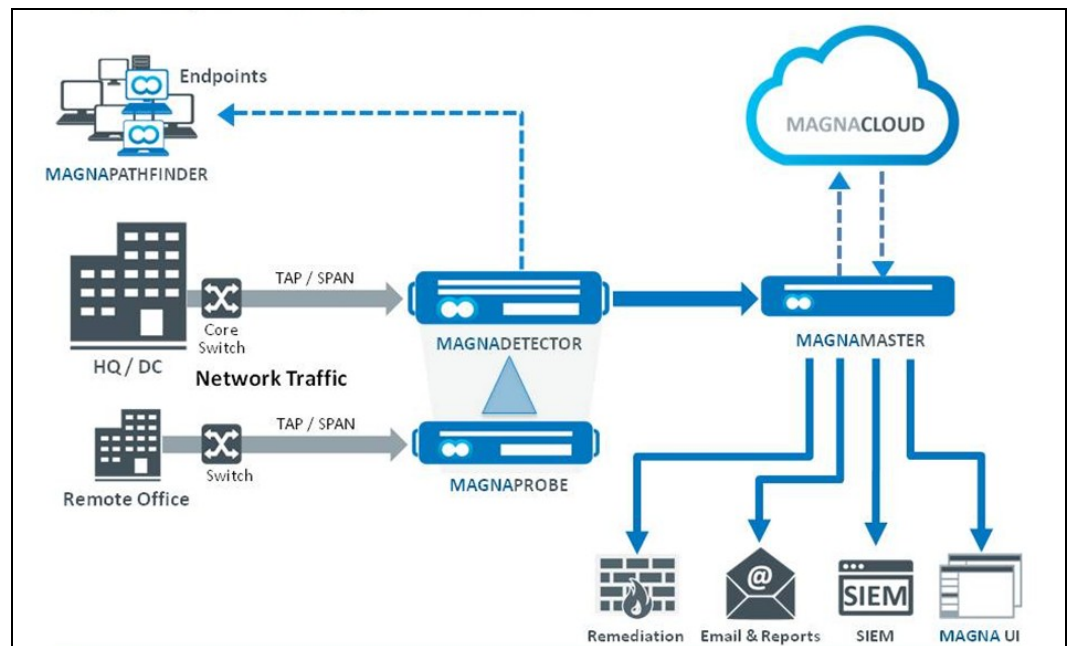 Endpoints
MAGNAPATHFINDER
MAGNACLOUD
TAP / SPAN
Core
Switch
HQ / DC
Network Traffic
MAGNADETECTOR
MAGNAMASTER
TAP / SPAN
Switch
Remote Office
MAGNAPROBE
@
SIEM
Remediation
Email & Reports
SIEM
MAGNA UI